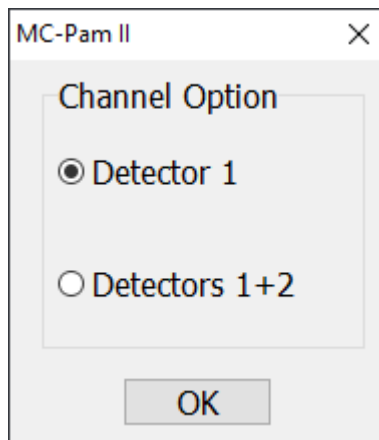 MC-Pam II
Channel Option
Detector 1
Detectors 1+2
OK